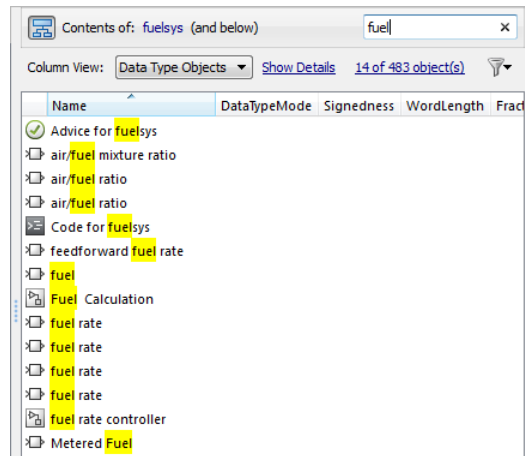 Contents of: fuelsys (and below) fuel
Column View: Data Type Objects Show Details 14 of 483 object(s)
Name DataTypeMode Signedness WordLength Fract
Advice for fuelsys
air/fuel mixture ratio
air/fuel ratio
air/fuel ratio
Code for fuelsys
feedforward fuel rate
fuel
Fuel Calculation
fuel rate
fuel rate
fuel rate
fuel rate
fuel rate controller
Metered Fuel